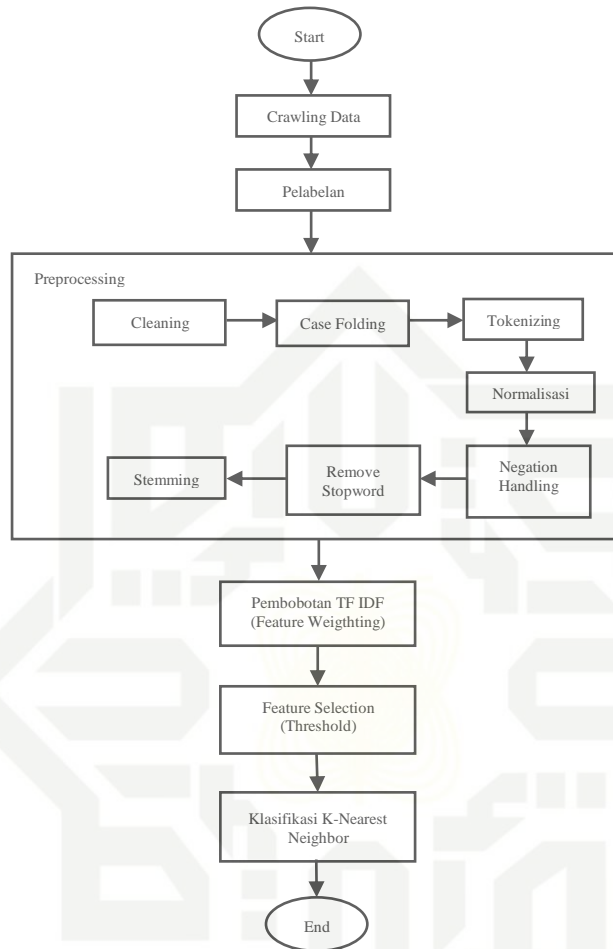 Start
Crawling Data
Pelabelan
Preprocessing
Cleaning
Case Folding
Tokenizing
Normalisasi
Negation
Handling
Remove
Stopword
Stemming
Pembobotan TF IDF
(Feature Weigthting)
Feature Selection
(Threshold)
Klasifikasi K-Nearest
Neighbor
End